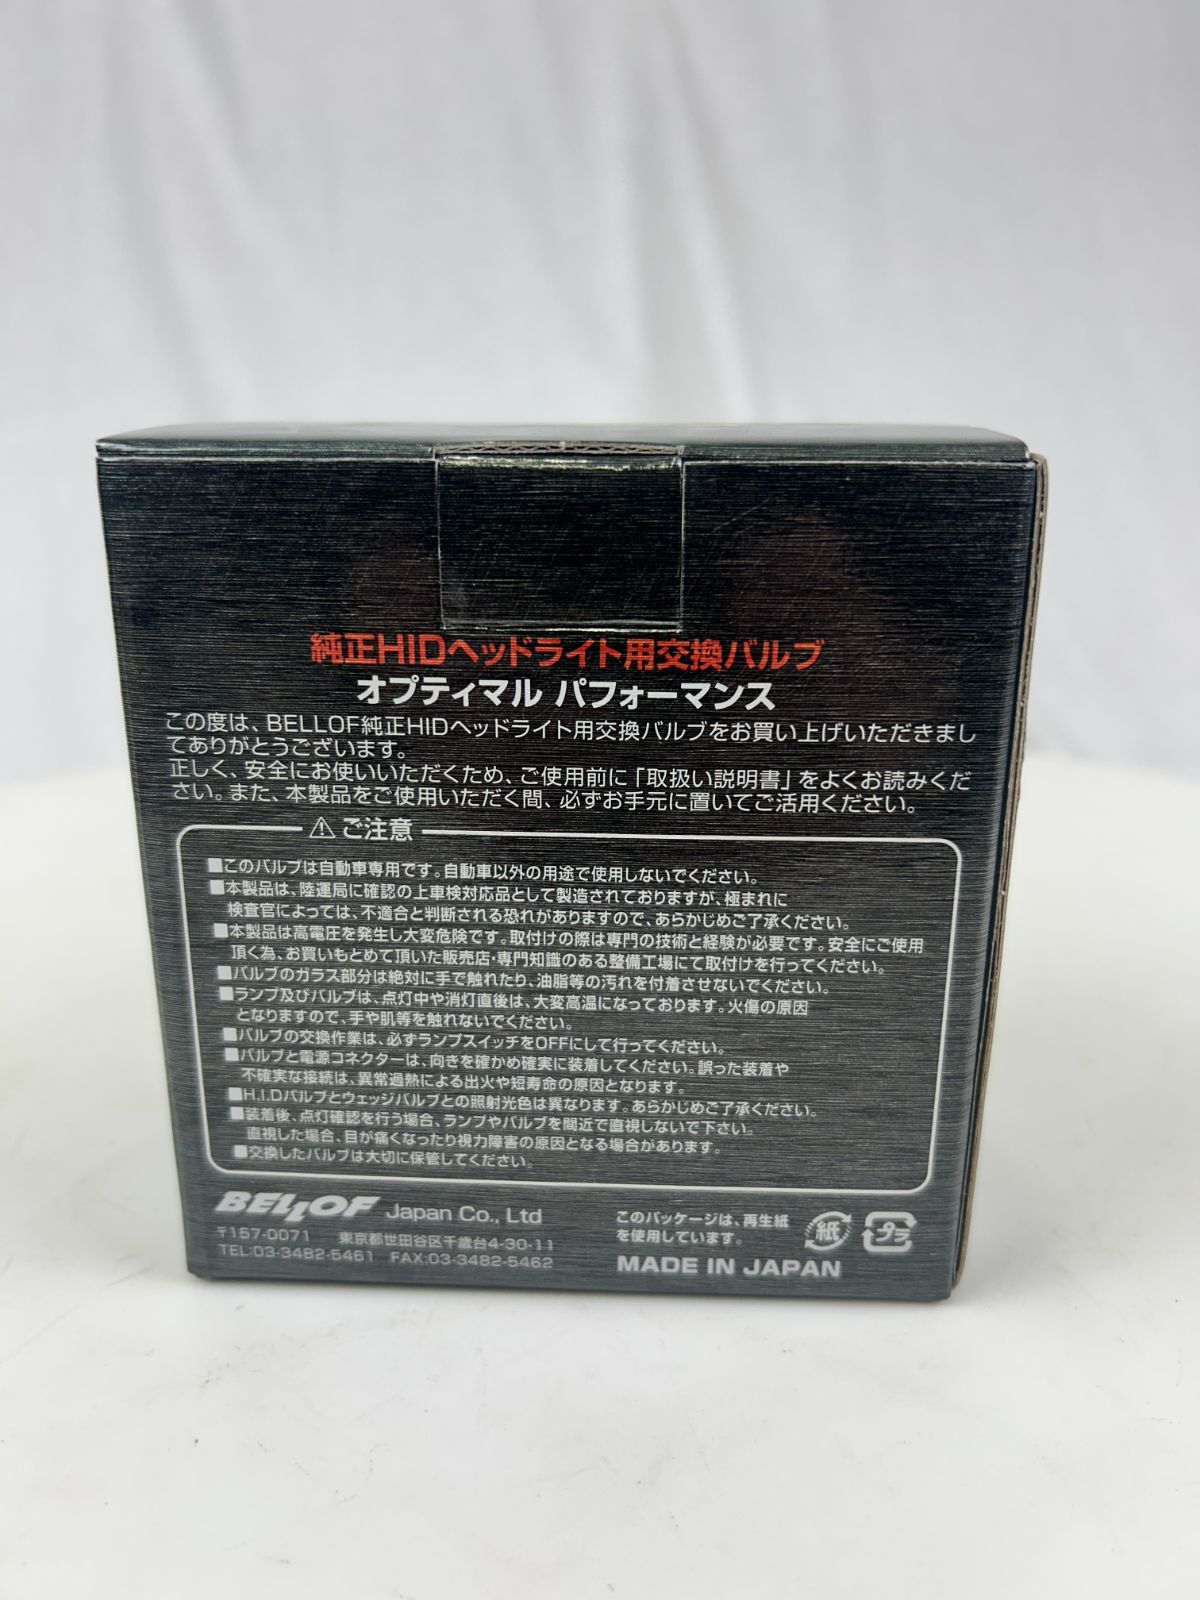 純正HIDヘッドライト用交換バルブ
オプティマル パフォーマンス
この度は、BELLOF純正HIDヘッドライト用交換バルブをお買い上げいただきまし
てありがとうございます。
正しく、安全にお使いいただくため、ご使用前に「取扱い説明書」をよくお読みくだ
さい。また、本製品をご使用いただく間、必ずお手元に置いてご活用ください。
⚠ ご注意
■このバルブは自動車専用です。自動車以外の用途で使用しないでください。
■本製品は、陸運局に確認の上車検対応品として製造されておりますが、極まれに
検査官によっては、不適合と判断される恐れがありますので、あらかじめご了承ください。
■本製品は高電圧を発生し大変危険です。取付けの際は専門の技術と経験が必要です。安全にご使用
頂く為、お買いもとめて頂いた販売店・専門知識のある整備工場にて取付けを行ってください。
■バルブのガラス部分は絶対に手で触れたり、油脂等の汚れを付着させないでください。
■ランプ及びバルブは、点灯中や消灯直後は、大変高温になっております。火傷の原因
となりますので、手や肌等を触れないでください。
■バルブの交換作業は、必ずランプスイッチをOFFにして行ってください。
■バルブと電源コネクターは、向きを確かめ確実に装着してください。誤った装着や
不確実な接続は、異常過熱による出火や短寿命の原因となります。
■H.I.Dバルブとウェッジバルブとの照射光色は異なります。あらかじめご了承ください。
■装着後、点灯確認を行う場合、ランプやバルブを間近で直視しないで下さい。
直視した場合、目が痛くなったり視力障害の原因となる場合があります。
■交換したバルブは大切に保管してください。
BELLOF Japan Co., Ltd
〒157-0071 東京都世田谷区千歳台4-30-11
TEL:03-3482-5461 FAX:03-3482-5462
このパッケージは、再生紙
を使用しています。
紙
プラ
MADE IN JAPAN